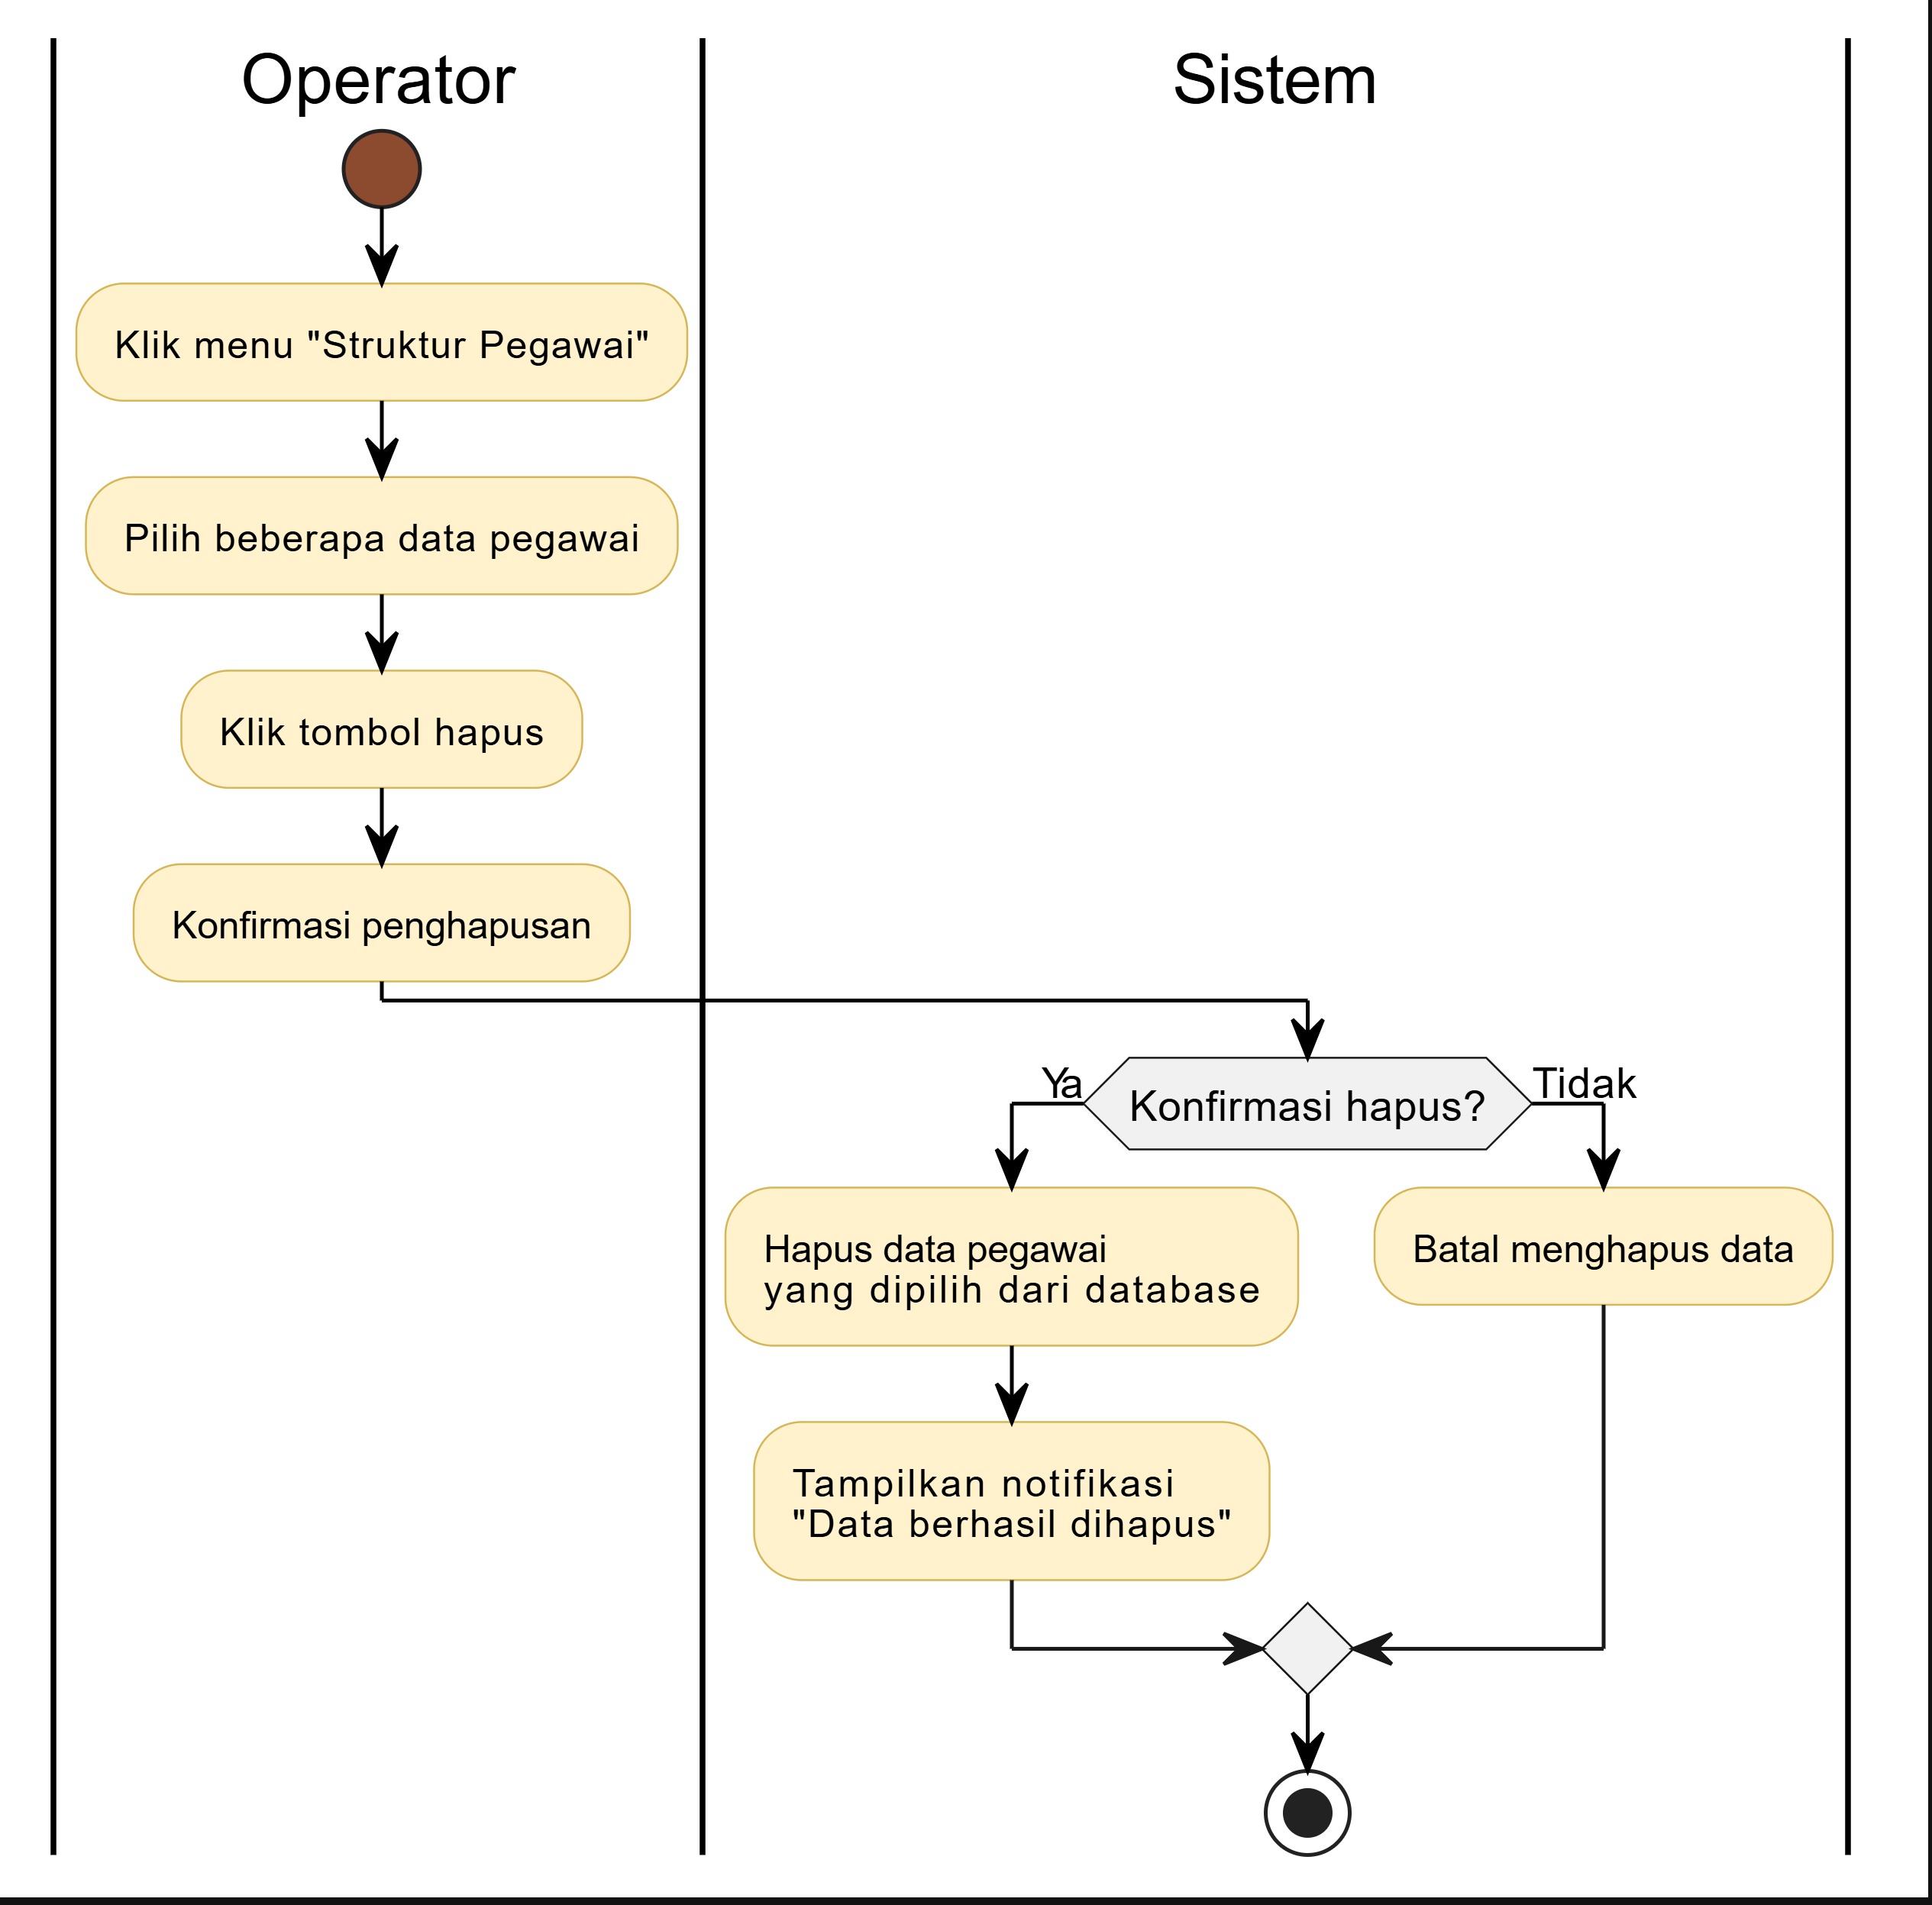 Operator
Sistem
Klik menu "Struktur Pegawai"
Pilih beberapa data pegawai
Klik tombol hapus
Konfirmasi penghapusan
Ya
Konfirmasi hapus?
Tidak
Hapus data pegawai
yang dipilih dari database
Batal menghapus data
Tampilkan notifikasi
"Data berhasil dihapus"